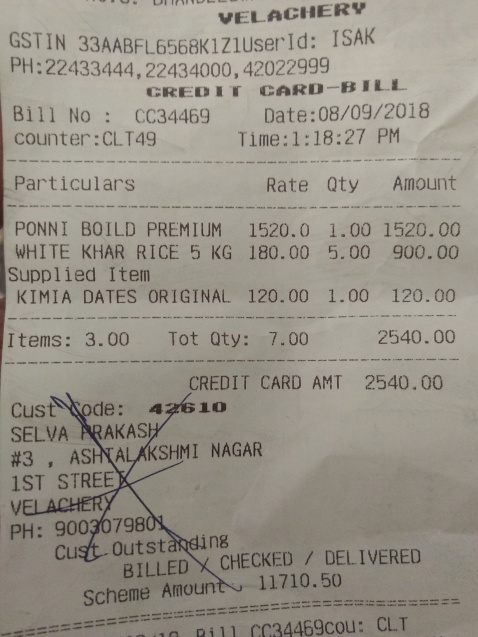 VELACHERY
GSTIN 33AABFL6568K1Z1UserId: ISAK
PH:22433444,22434000,42022999
CREDIT CARD-BILL
Bill No : CC34469 Date:08/09/2018
counter:CLT49 Time:1:18:27 PM
Particulars Rate Qty Amount
PONNI BOILD PREMIUM 1520.0 1.00 1520.00
WHITE KHAR RICE 5 KG 180.00 5.00 900.00
Supplied Item
KIMIA DATES ORIGINAL 120.00 1.00 120.00
Items: 3.00 Tot Qty: 7.00 2540.00
CREDIT CARD AMT 2540.00
Cust Code: 42610
SELVA PRAKASH
#3 , ASHTALAKSHMI NAGAR
1ST STREET
VELACHERY
PH: 9003079801
Cust Outstanding
BILLED / CHECKED / DELIVERED
Scheme Amount 11710.50
Bill CC34469cou: CLT